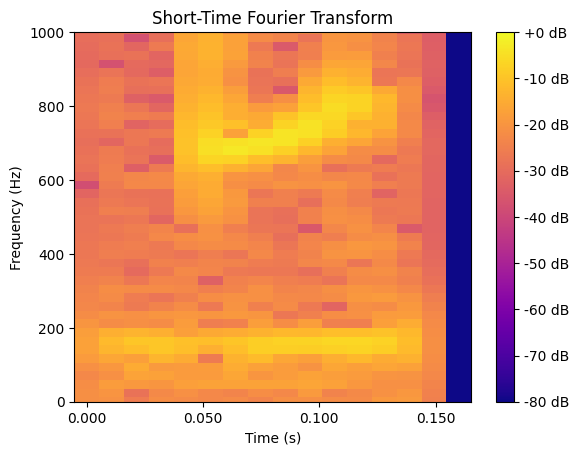 Short-Time Fourier Transform
1000
800
600
400
200
0
Frequency (Hz)
0.000
0.050
0.100
0.150
Time (s)
+0 dB
-10 dB
-20 dB
-30 dB
-40 dB
-50 dB
-60 dB
-70 dB
-80 dB